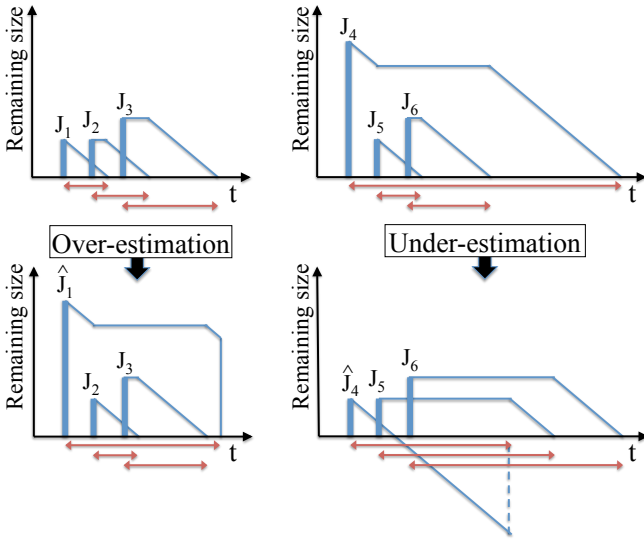 Remaining size
J1
J2
J3
t
Remaining size
J4
J5
J6
t
Over-estimation
Under-estimation
Remaining size
Ĵ1
J2
J3
t
Remaining size
Ĵ4
J5
J6
t